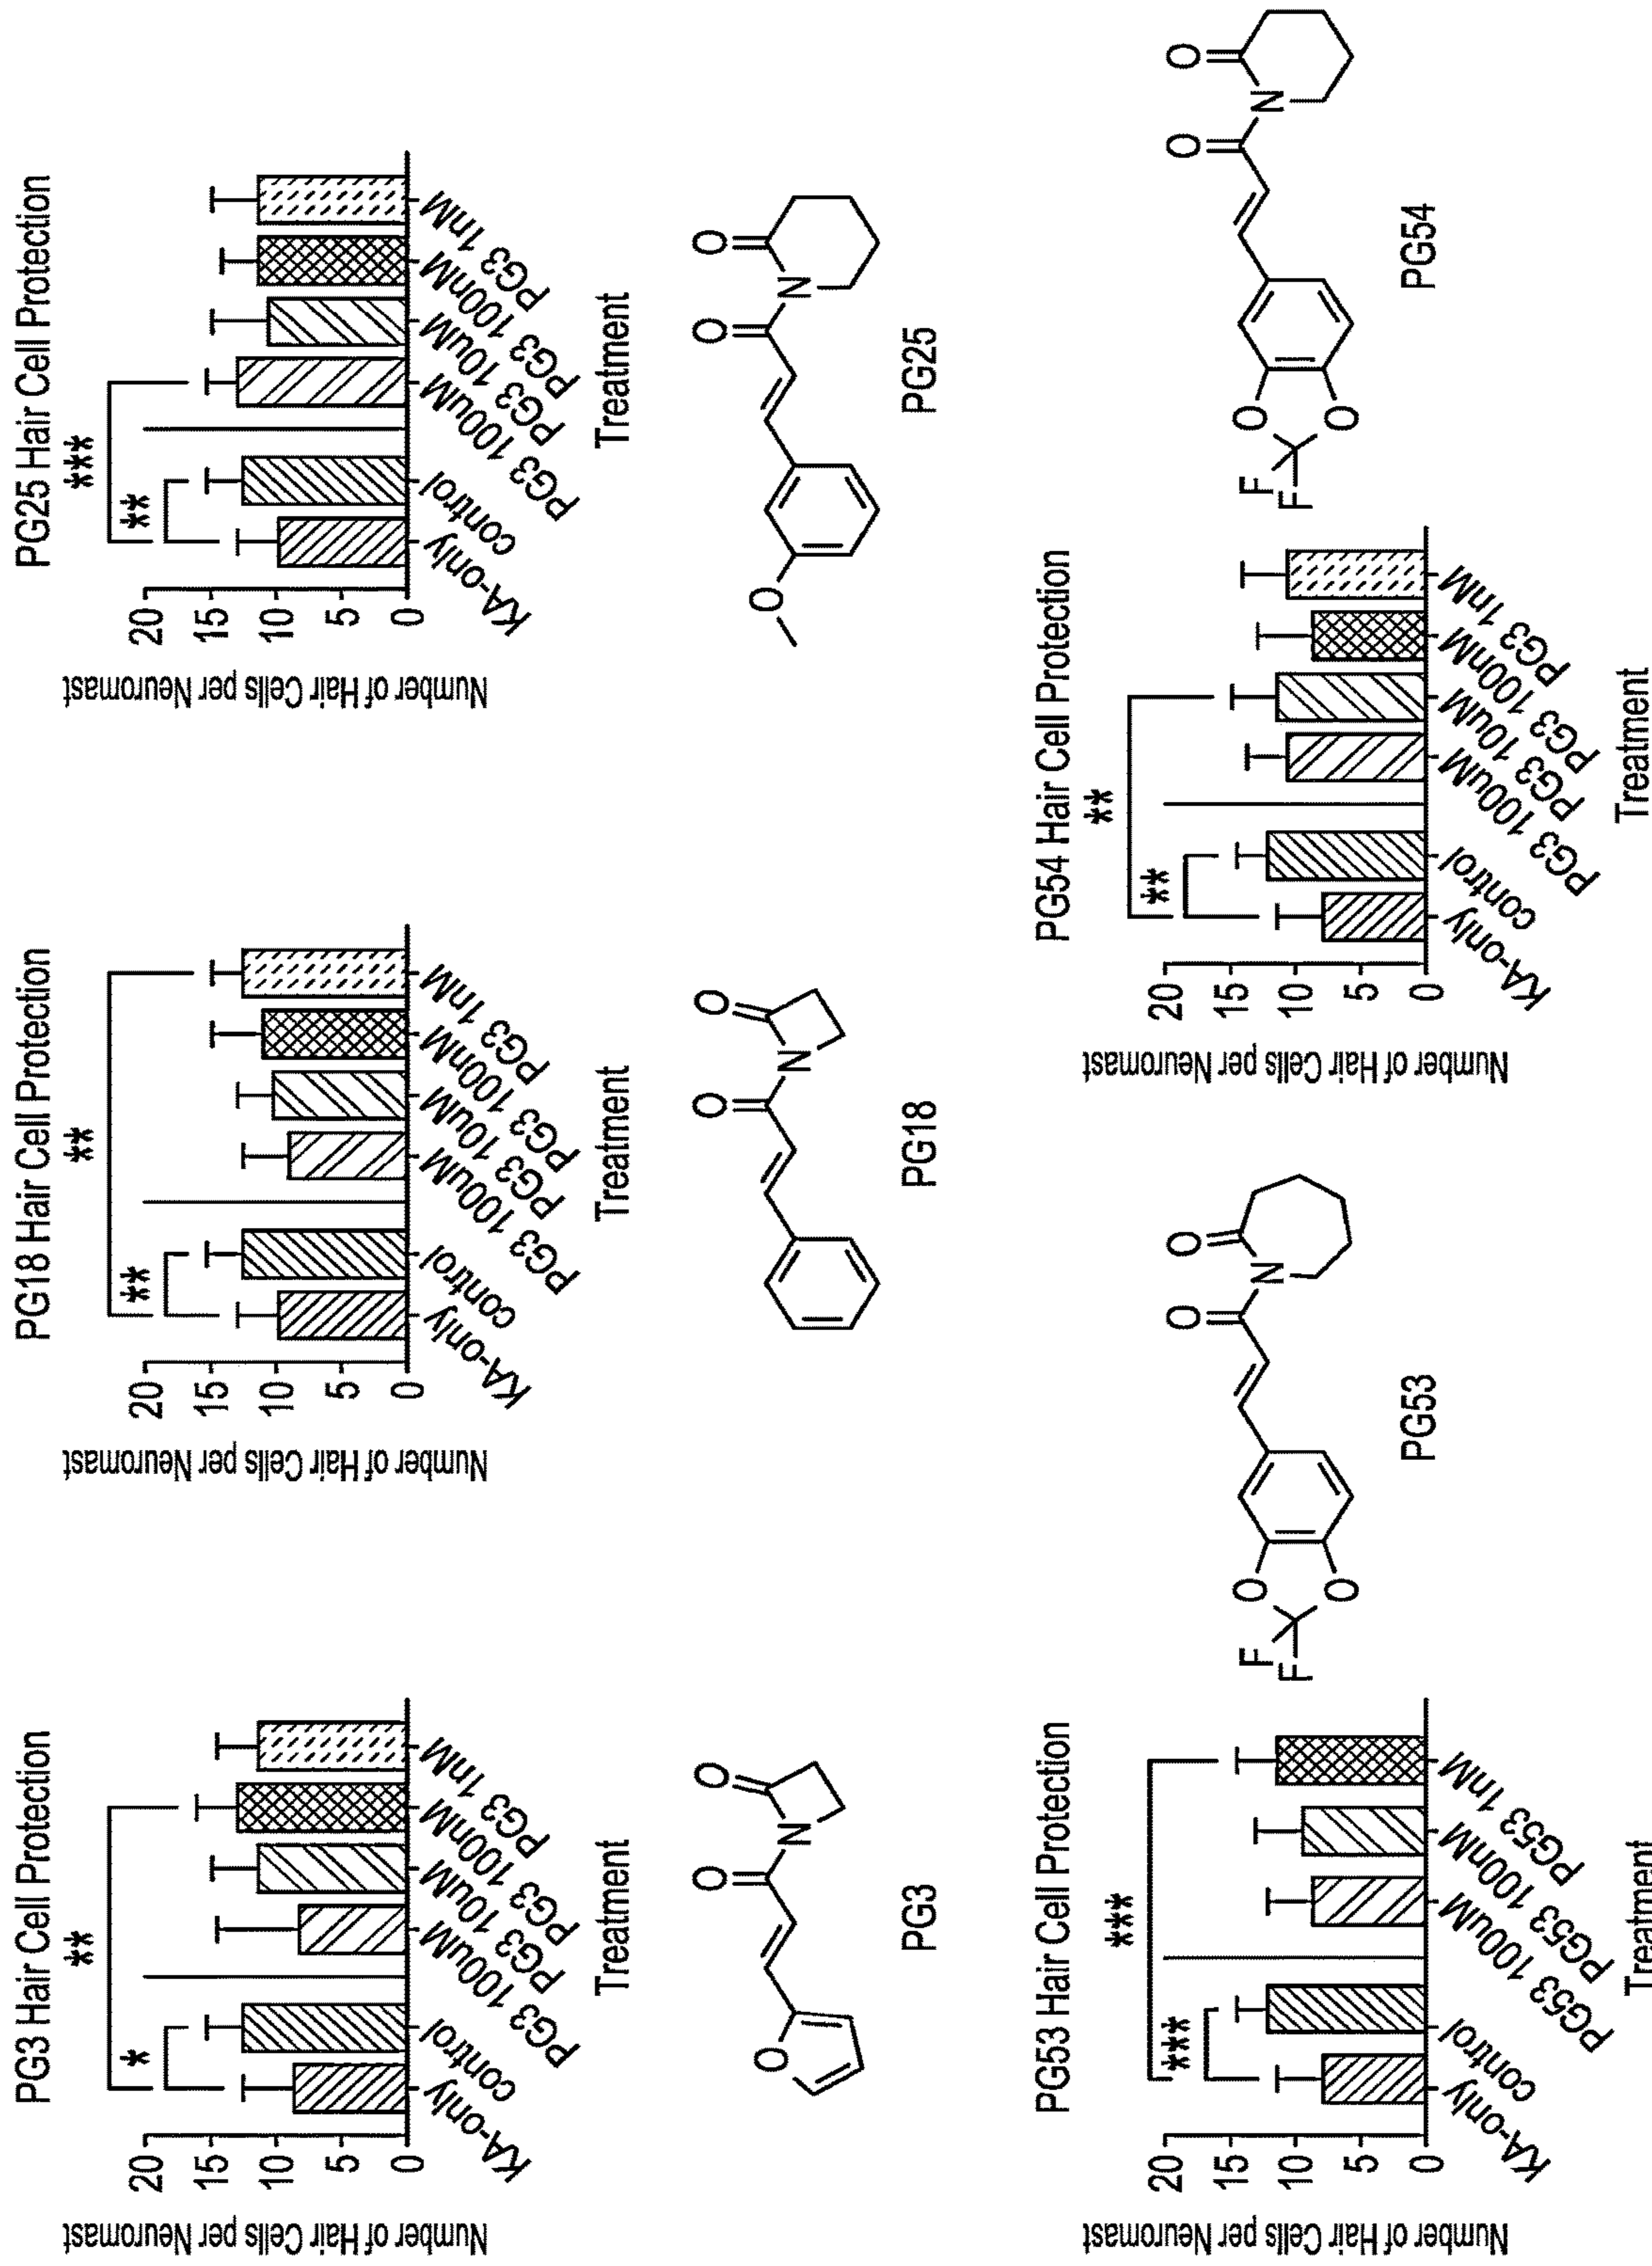 PG3 Hair Cell Protection
**
*
Number of Hair Cells per Neuromast
20
15
10
5
0
KA-only
control
PG3 100uM
PG3 10uM
PG3 100nM
PG3 1nM
Treatment
O
O
N
O
PG3
PG18 Hair Cell Protection
**
**
Number of Hair Cells per Neuromast
20
15
10
5
0
KA-only
control
PG3 100uM
PG3 10uM
PG3 100nM
PG3 1nM
Treatment
O
O
N
PG18
PG25 Hair Cell Protection
***
**
Number of Hair Cells per Neuromast
20
15
10
5
0
KA-only
control
PG3 100uM
PG3 10uM
PG3 100nM
PG3 1nM
Treatment
O
O
N
O
PG25
PG53 Hair Cell Protection
***
***
Number of Hair Cells per Neuromast
20
15
10
5
0
KA-only
control
PG53 100uM
PG53 100nM
PG53 1nM
Treatment
O
O
N
O
O
F
F
PG53
PG54 Hair Cell Protection
**
**
Number of Hair Cells per Neuromast
20
15
10
5
0
KA-only
control
PG3 100uM
PG3 10uM
PG3 100nM
PG3 1nM
Treatment
O
O
N
O
O
F
F
PG54